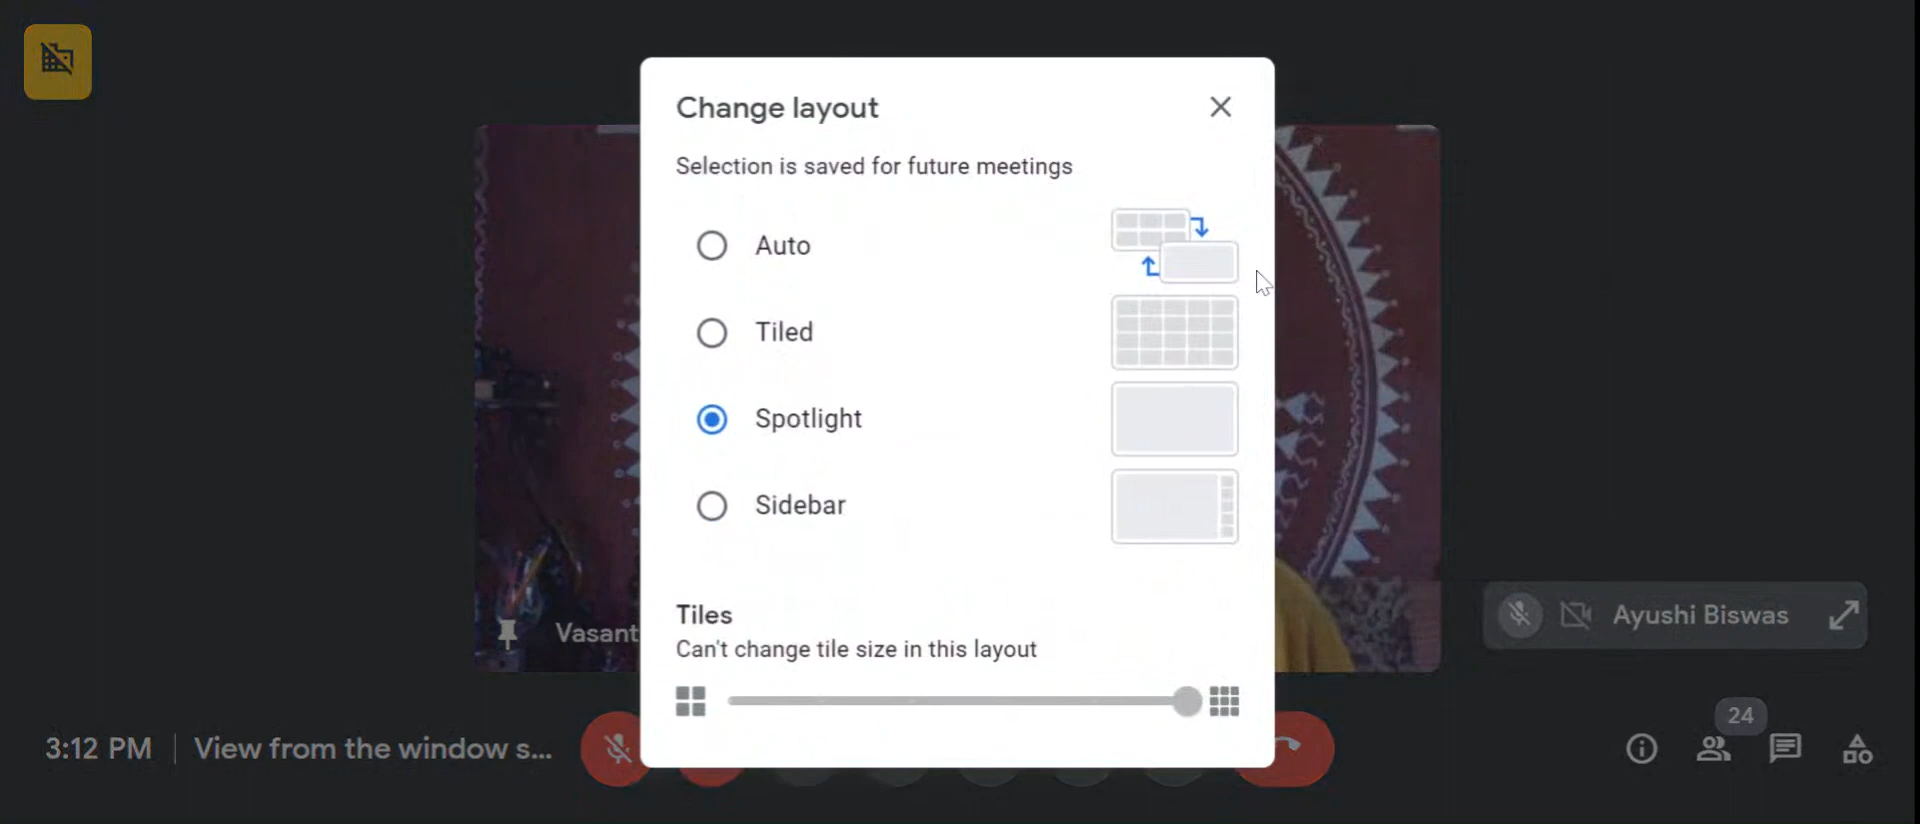 Change layout
Selection is saved for future meetings
Auto
Tiled
Spotlight
Sidebar
Tiles
Can't change tile size in this layout
Vasant
Ayushi Biswas
24
3:12 PM | View from the window s...